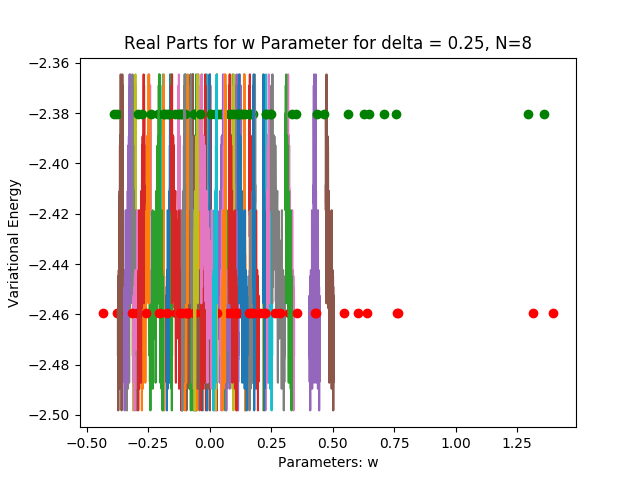 Real Parts for w Parameter for delta = 0.25, N=8
−2.36
−2.38
−2.40
−2.42
−2.44
−2.46
−2.48
−2.50
Variational Energy
−0.50 −0.25 0.00 0.25 0.50 0.75 1.00 1.25
Parameters: w